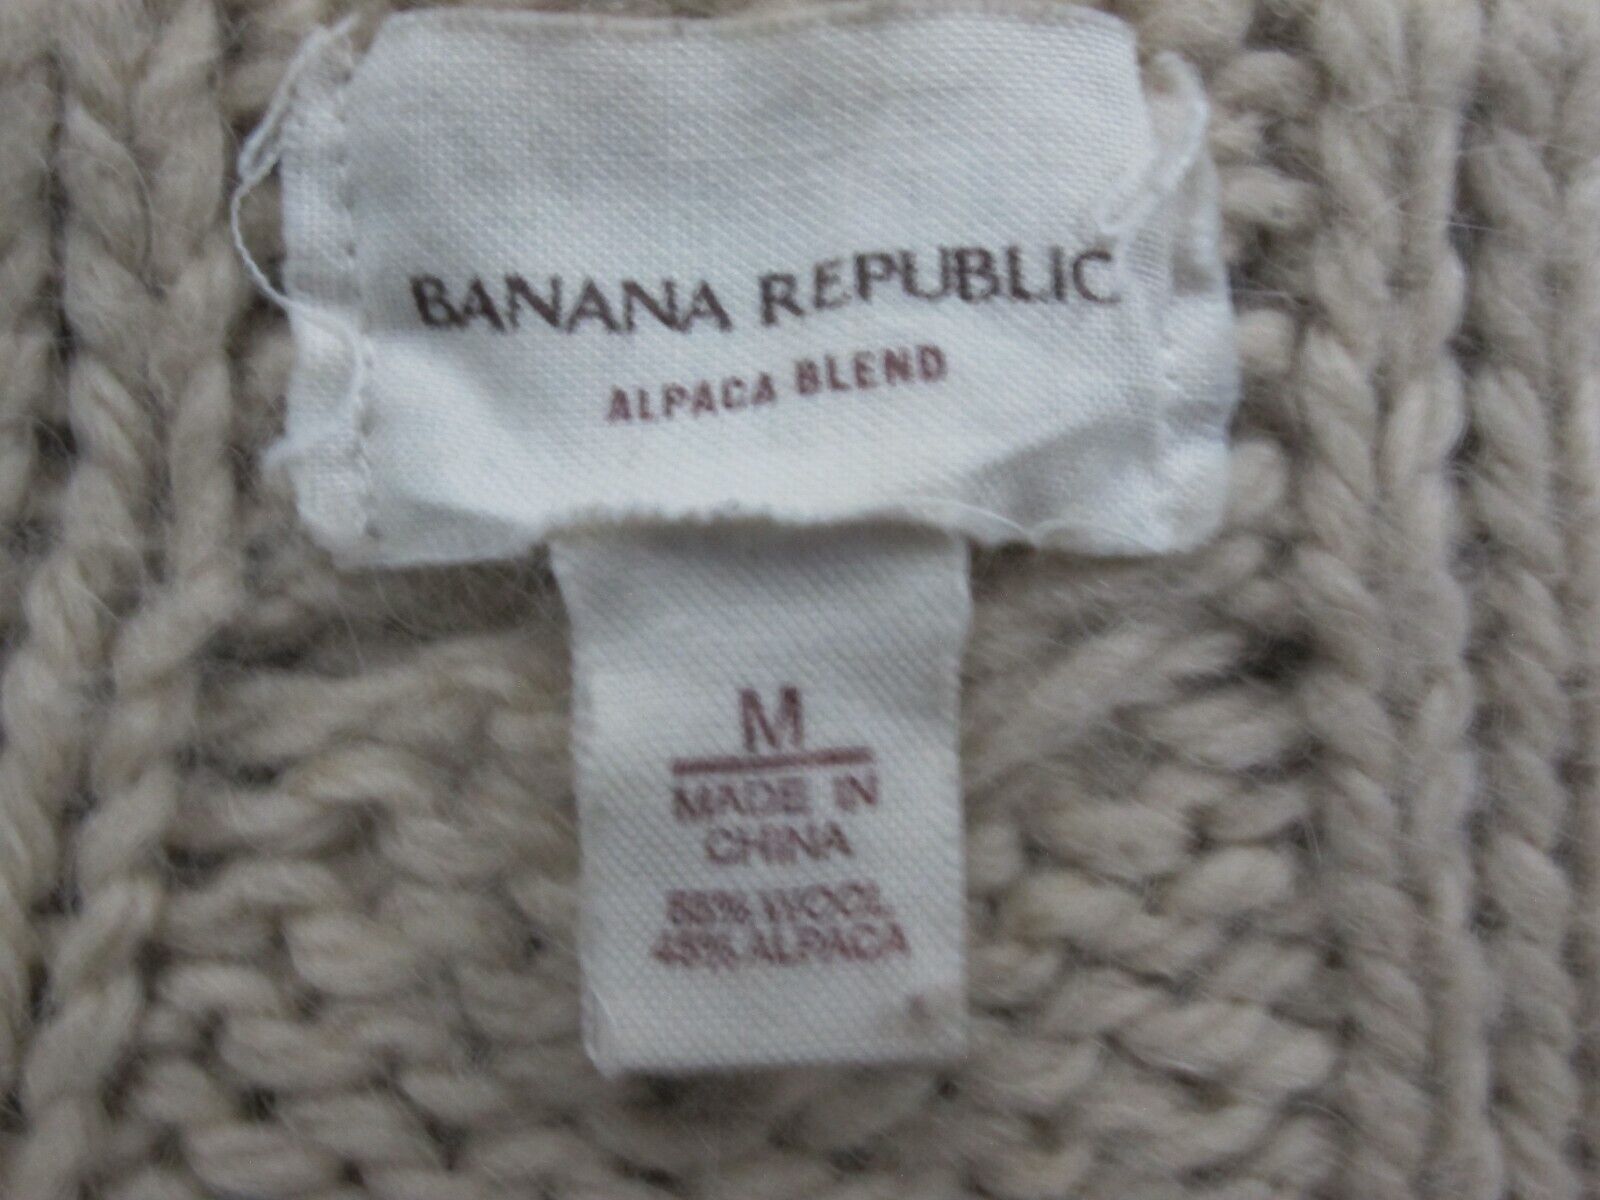 BANANA REPUBLIC
ALPACA BLEND
M
MADE IN
CHINA
55% WOOL
45% ALPACA